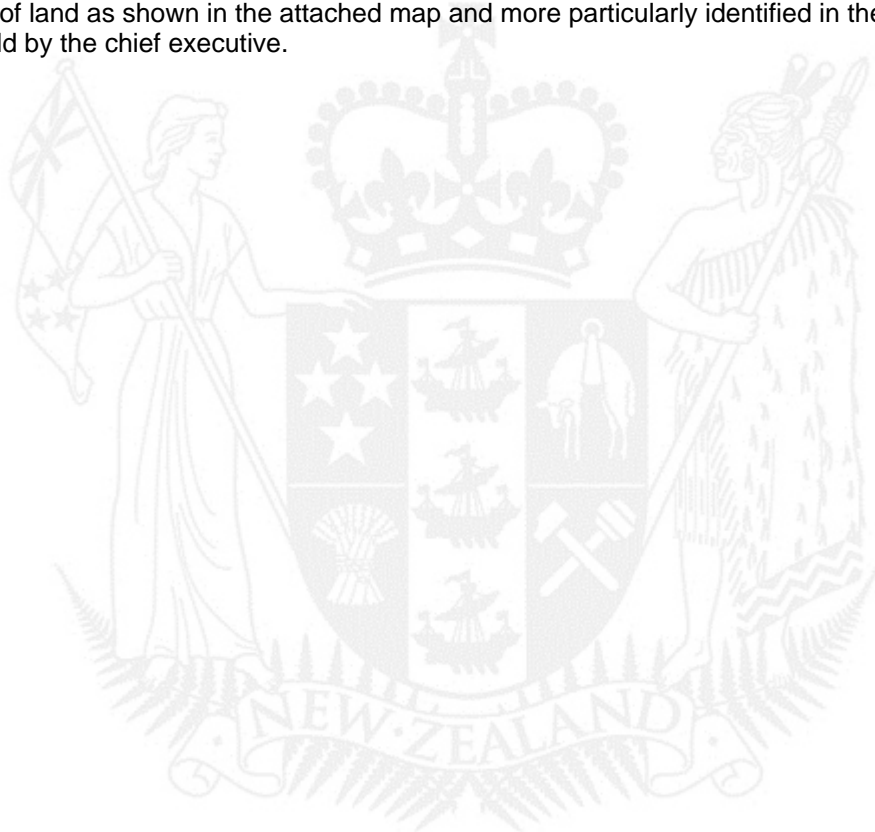 of land as shown in the attached map and more particularly identified in the
ld by the chief executive.
NEW·ZEALAND